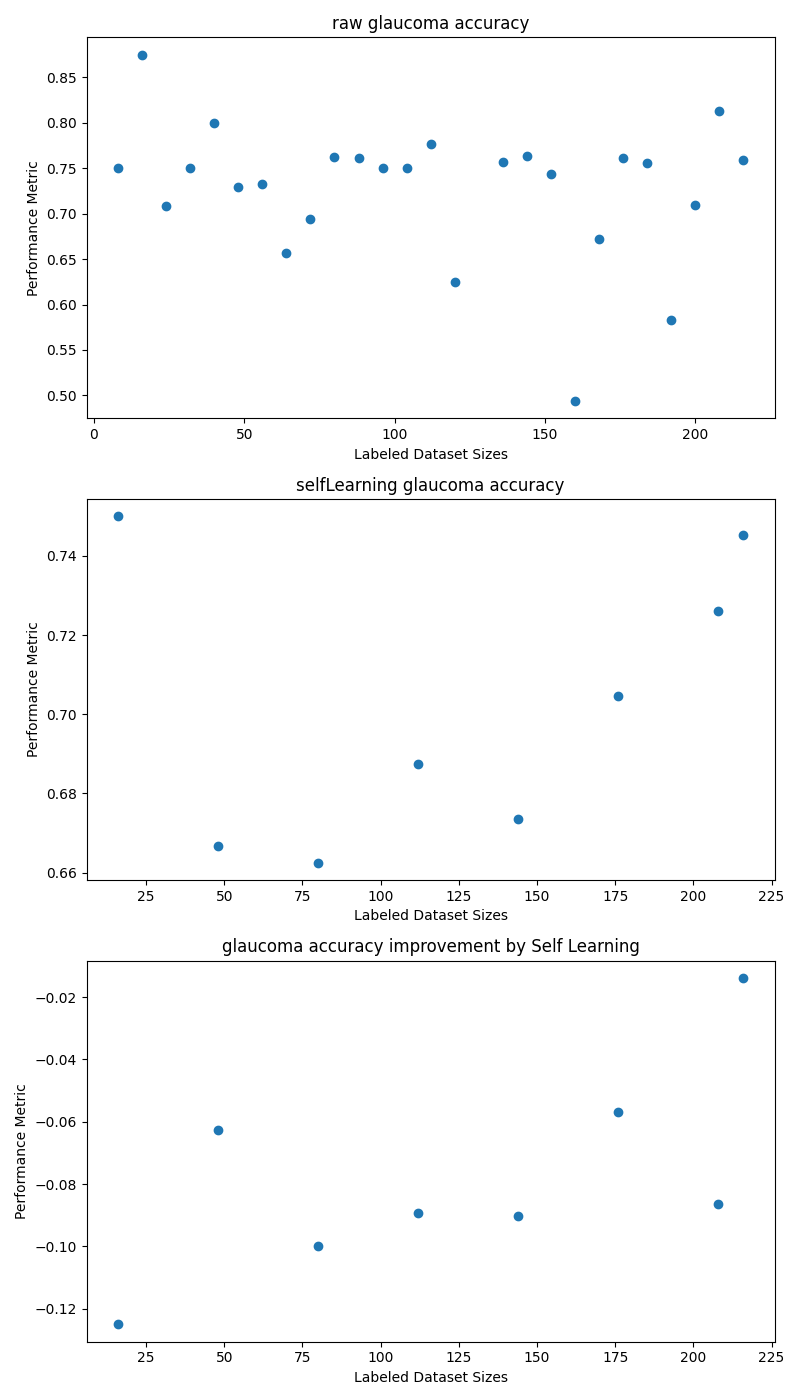 raw glaucoma accuracy
Performance Metric
0.85
0.80
0.75
0.70
0.65
0.60
0.55
0.50
0 50 100 150 200
Labeled Dataset Sizes
selfLearning glaucoma accuracy
Performance Metric
0.74
0.72
0.70
0.68
0.66
25 50 75 100 125 150 175 200 225
Labeled Dataset Sizes
glaucoma accuracy improvement by Self Learning
Performance Metric
−0.02
−0.04
−0.06
−0.08
−0.10
−0.12
25 50 75 100 125 150 175 200 225
Labeled Dataset Sizes